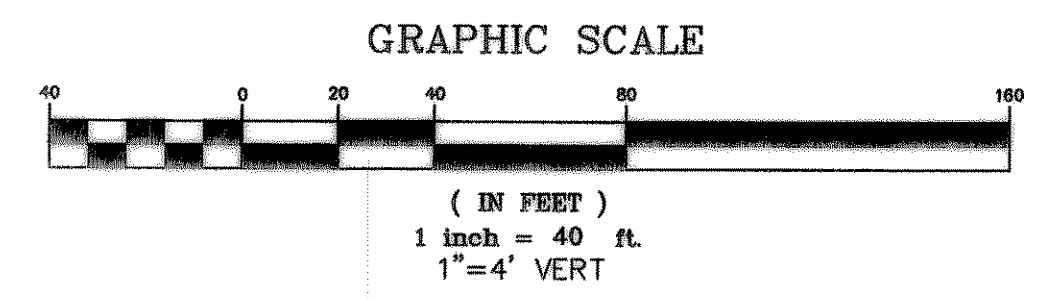 GRAPHIC SCALE
40 0 20 40 80 160
( IN FEET )
1 inch = 40 ft.
1"=4' VERT